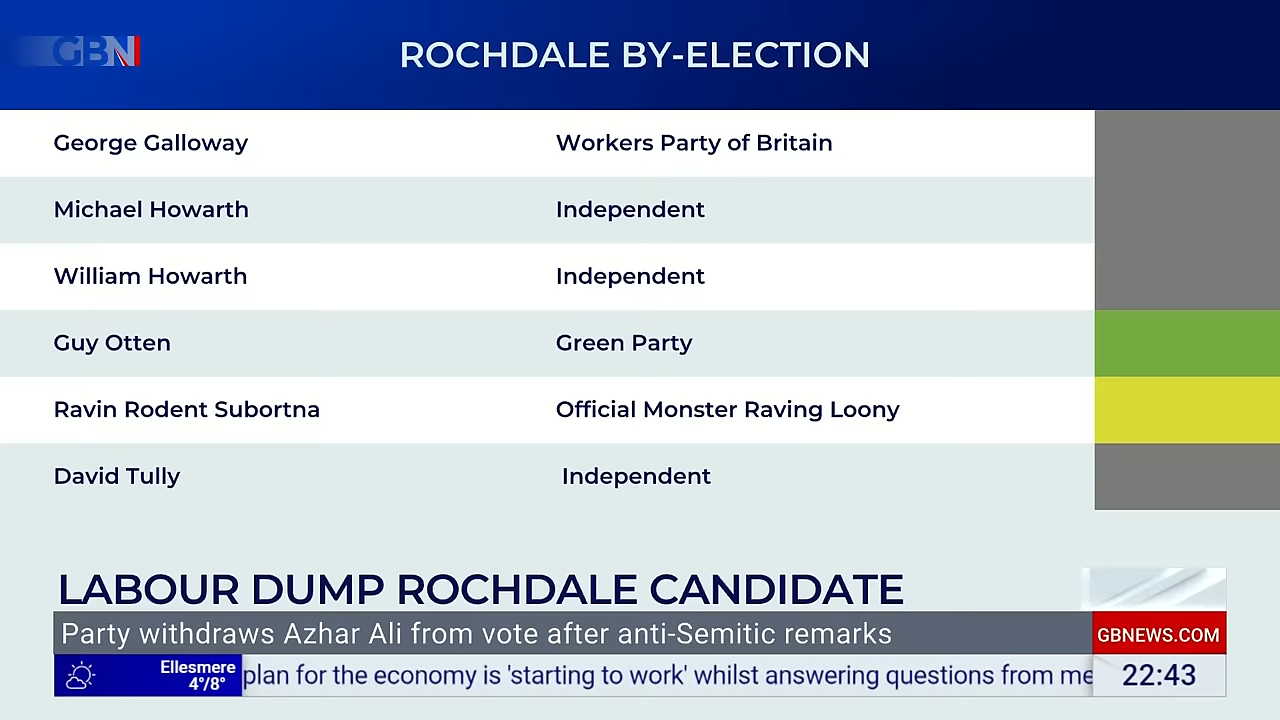 GBN
ROCHDALE BY-ELECTION
George Galloway Workers Party of Britain
Michael Howarth Independent
William Howarth Independent
Guy Otten Green Party
Ravin Rodent Subortna Official Monster Raving Loony
David Tully Independent
LABOUR DUMP ROCHDALE CANDIDATE
Party withdraws Azhar Ali from vote after anti-Semitic remarks
GBNEWS.COM
Ellesmere
4°/8°
plan for the economy is 'starting to work' whilst answering questions from me
22:43